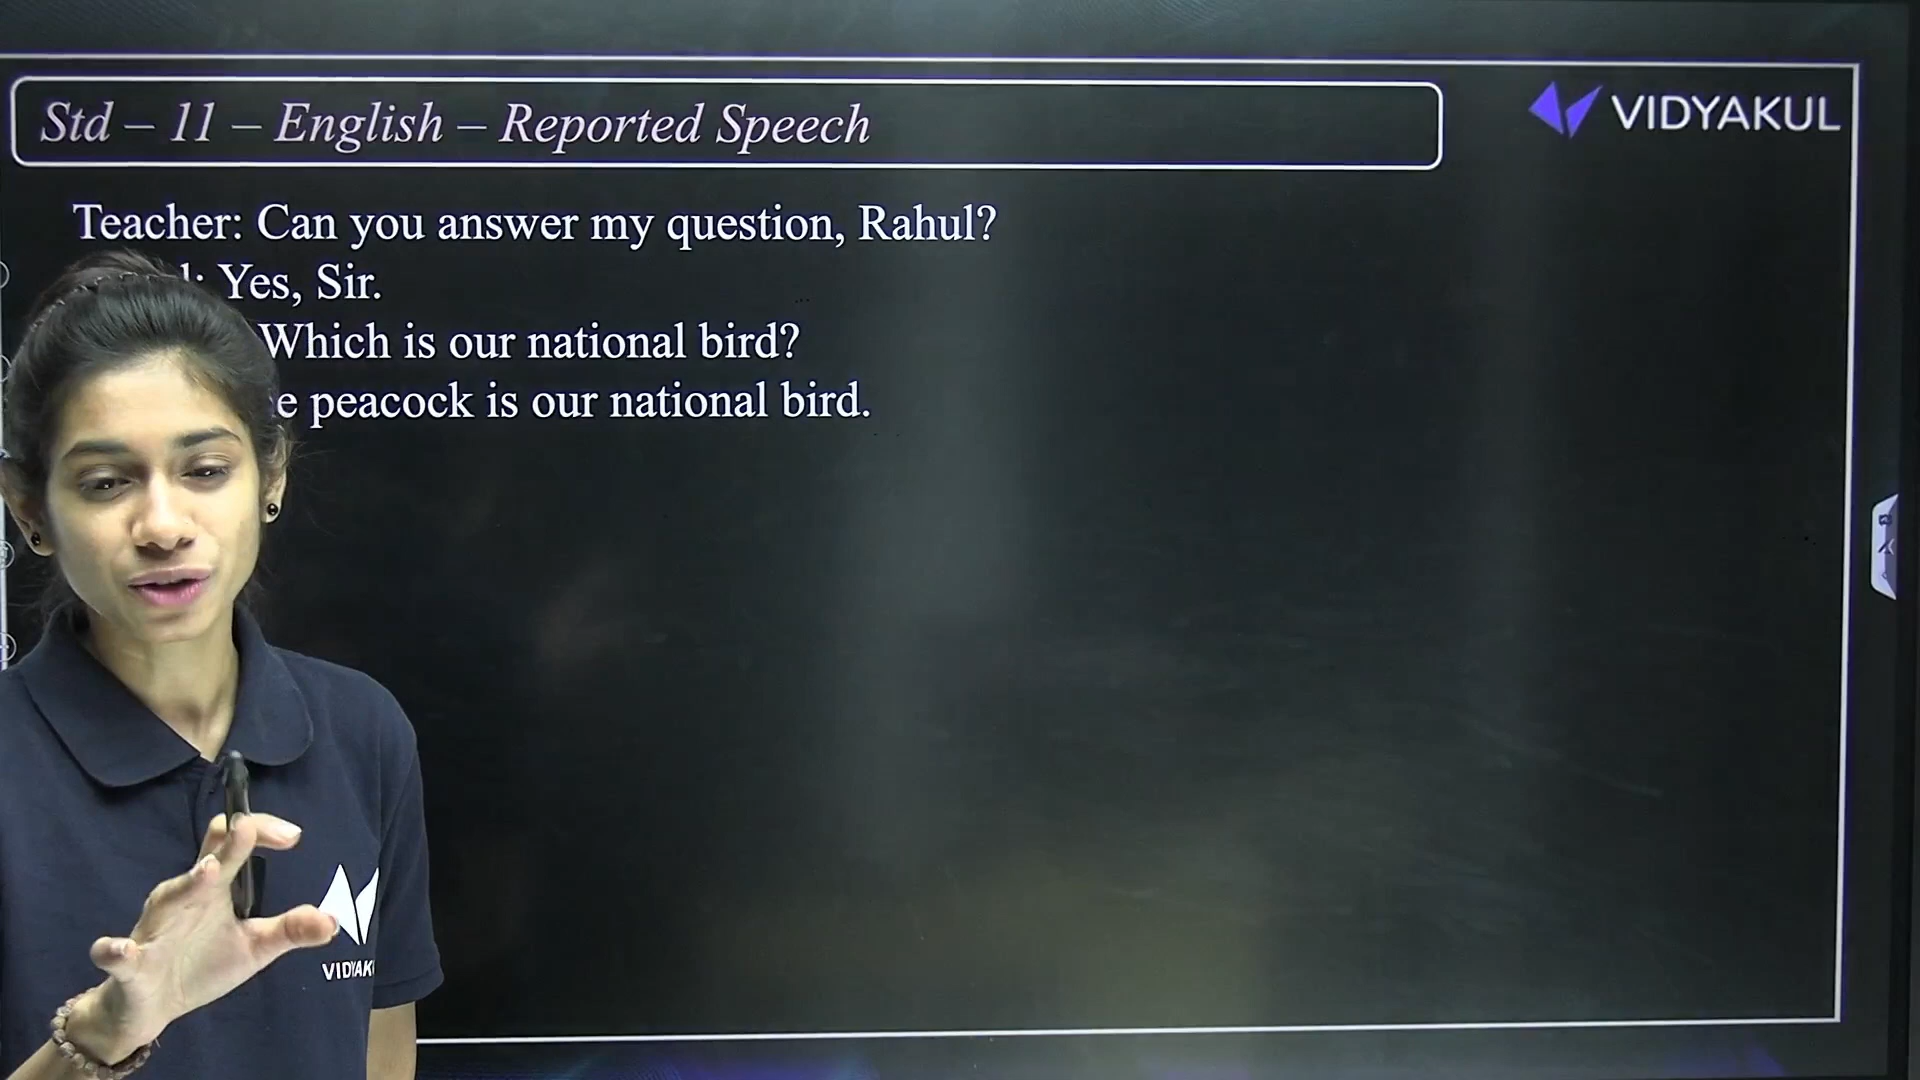 Std – 11 – English – Reported Speech
VIDYAKUL
Teacher: Can you answer my question, Rahul?
Yes, Sir.
Which is our national bird?
peacock is our national bird.
VIDYAK